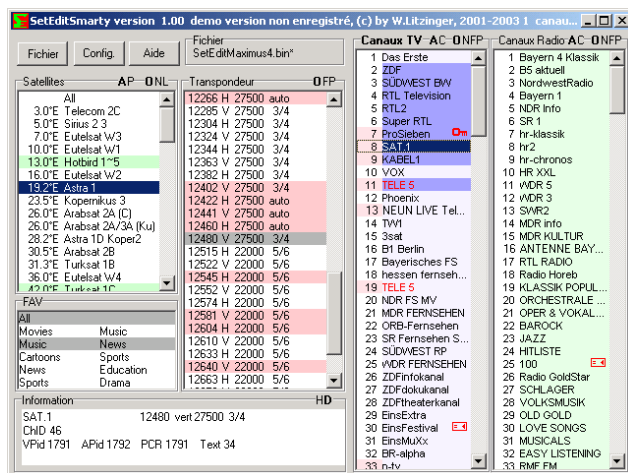 SetEditSmarty version 1.00 demo version non enregistré, (c) by W.Litzinger, 2001-2003 1 canau...
Fichier
Config.
Aide
Fichier
SetEditMaximus4.bin*
Satellites AP ONL
All
3.0°E Telecom 2C
5.0°E Sirius 2 3
7.0°E Eutelsat W3
10.0°E Eutelsat W1
13.0°E Hotbird 1~5
16.0°E Eutelsat W2
19.2°E Astra 1
23.5°E Kopernikus 3
26.0°E Arabsat 2A (C)
26.0°E Arabsat 2A/3A (Ku)
28.2°E Astra 1D Koper2
30.5°E Arabsat 2B
31.3°E Turksat 1B
36.0°E Eutelsat W4
42.0°E Turksat 1C
FAV
All
Movies Music
Music News
Cartoons Sports
News Education
Sports Drama
Transpondeur OFP
12266 H 27500 auto
12285 V 27500 3/4
12304 H 27500 3/4
12324 V 27500 3/4
12344 H 27500 3/4
12363 V 27500 3/4
12382 H 27500 3/4
12402 V 27500 3/4
12422 H 27500 auto
12441 V 27500 auto
12460 H 27500 auto
12480 V 27500 3/4
12515 H 22000 5/6
12522 V 22000 5/6
12545 H 22000 5/6
12552 V 22000 5/6
12574 H 22000 5/6
12581 V 22000 5/6
12604 H 22000 5/6
12610 V 22000 5/6
12633 H 22000 5/6
12640 V 22000 5/6
12663 H 22000 5/6
Information HD
SAT.1 12480 vert 27500 3/4
ChID 46
VPid 1791 APid 1792 PCR 1791 Text 34
Canaux TV AC ONFP
1 Das Erste
2 ZDF
3 SÜDWEST BW
4 RTL Television
5 RTL2
6 Super RTL
7 ProSieben
8 SAT.1
9 KABEL1
10 VOX
11 TELE 5
12 Phoenix
13 NEUN LIVE Tel...
14 TW1
15 3sat
16 B1 Berlin
17 Bayerisches FS
18 hessen fernseh...
19 TELE 5
20 NDR FS MV
21 MDR FERNSEHEN
22 ORB-Fernsehen
23 SR Fernsehen S...
24 SÜDWEST RP
25 WDR FERNSEHEN
26 ZDFinfokanal
27 ZDFdokukanal
28 ZDFtheaterkanal
29 EinsExtra
30 EinsFestival
31 EinsMuXx
32 BR-alpha
33 n-tv
Canaux Radio AC ONFP
1 Bayern 4 Klassik
2 B5 aktuell
3 NordwestRadio
4 Bayern 1
5 NDR Info
6 SR 1
7 hr-klassik
8 hr2
9 hr-chronos
10 HR XXL
11 WDR 5
12 WDR 3
13 SWR2
14 MDR info
15 MDR KULTUR
16 ANTENNE BAY...
17 RTL RADIO
18 Radio Horeb
19 KLASSIK POPUL...
20 ORCHESTRALE ...
21 OPER & VOKAL...
22 BAROCK
23 JAZZ
24 HITLISTE
25 100
26 Radio GoldStar
27 SCHLAGER
28 VOLKSMUSIK
29 OLD GOLD
30 LOVE SONGS
31 MUSICALS
32 EASY LISTENING
33 RMF FM